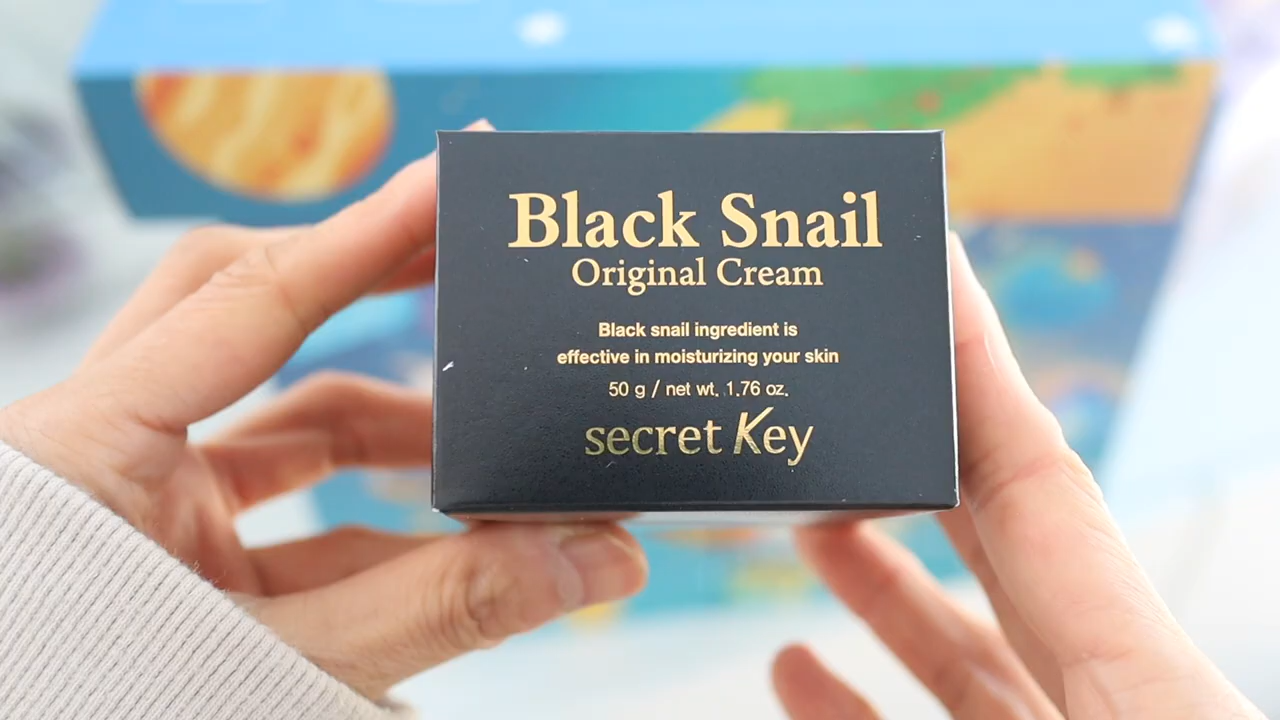 Black Snail
Original Cream
Black snail ingredient is
effective in moisturizing your skin
50 g / net wt. 1.76 oz.
secret Key